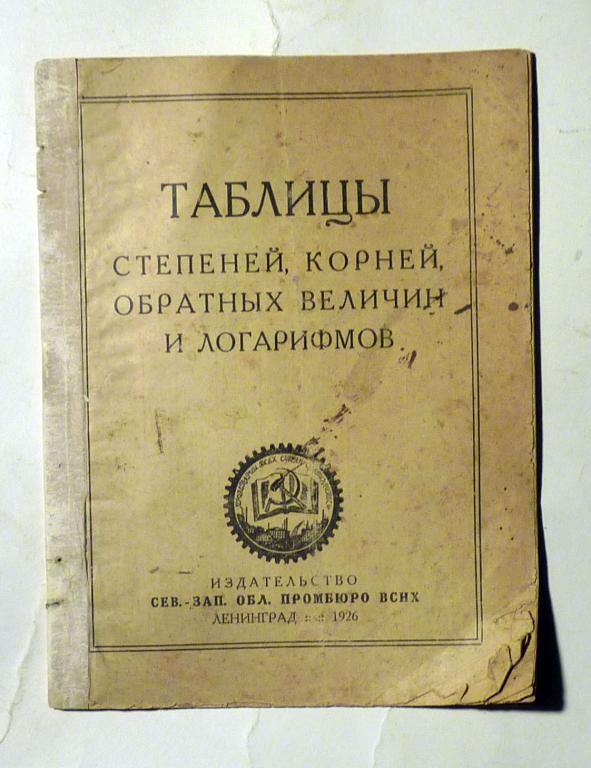 ТАБЛИЦЫ
СТЕПЕНЕЙ, КОРНЕЙ,
ОБРАТНЫХ ВЕЛИЧИН
И ЛОГАРИФМОВ.
ИЗДАТЕЛЬСТВО
СЕВ.-ЗАП. ОБЛ. ПРОМБЮРО ВСНХ
ЛЕНИНГРАД :: :: 1926